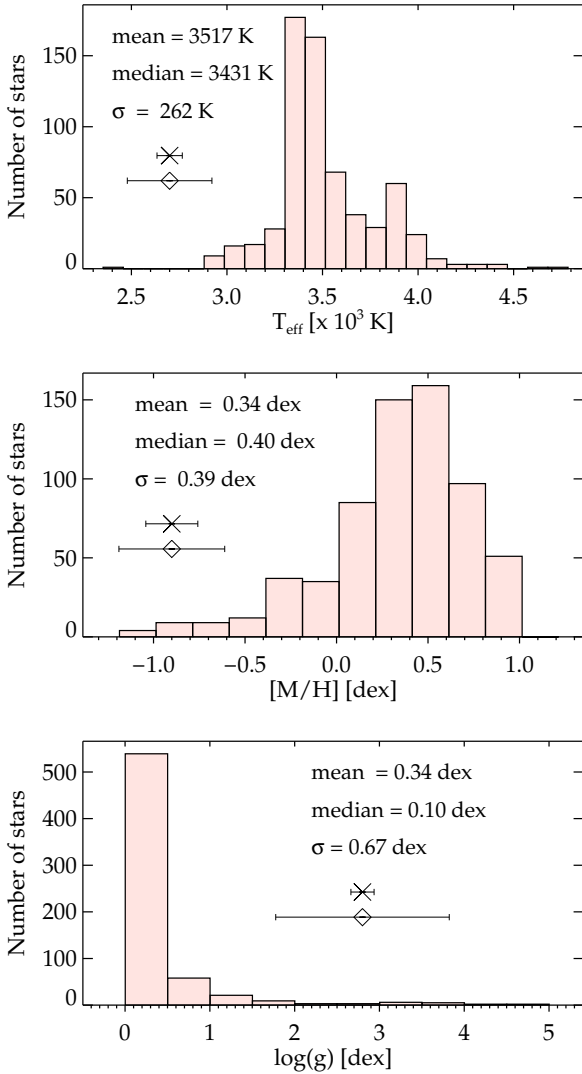 150
mean = 3517 K
median = 3431 K
100
σ = 262 K
50
0
Number of stars
2.5 3.0 3.5 4.0 4.5
T_eff [x 10^3 K]
150
mean = 0.34 dex
median = 0.40 dex
100
σ = 0.39 dex
50
0
Number of stars
−1.0 −0.5 0.0 0.5 1.0
[M/H] [dex]
500
mean = 0.34 dex
400
median = 0.10 dex
σ = 0.67 dex
300
200
100
0
Number of stars
0 1 2 3 4 5
log(g) [dex]